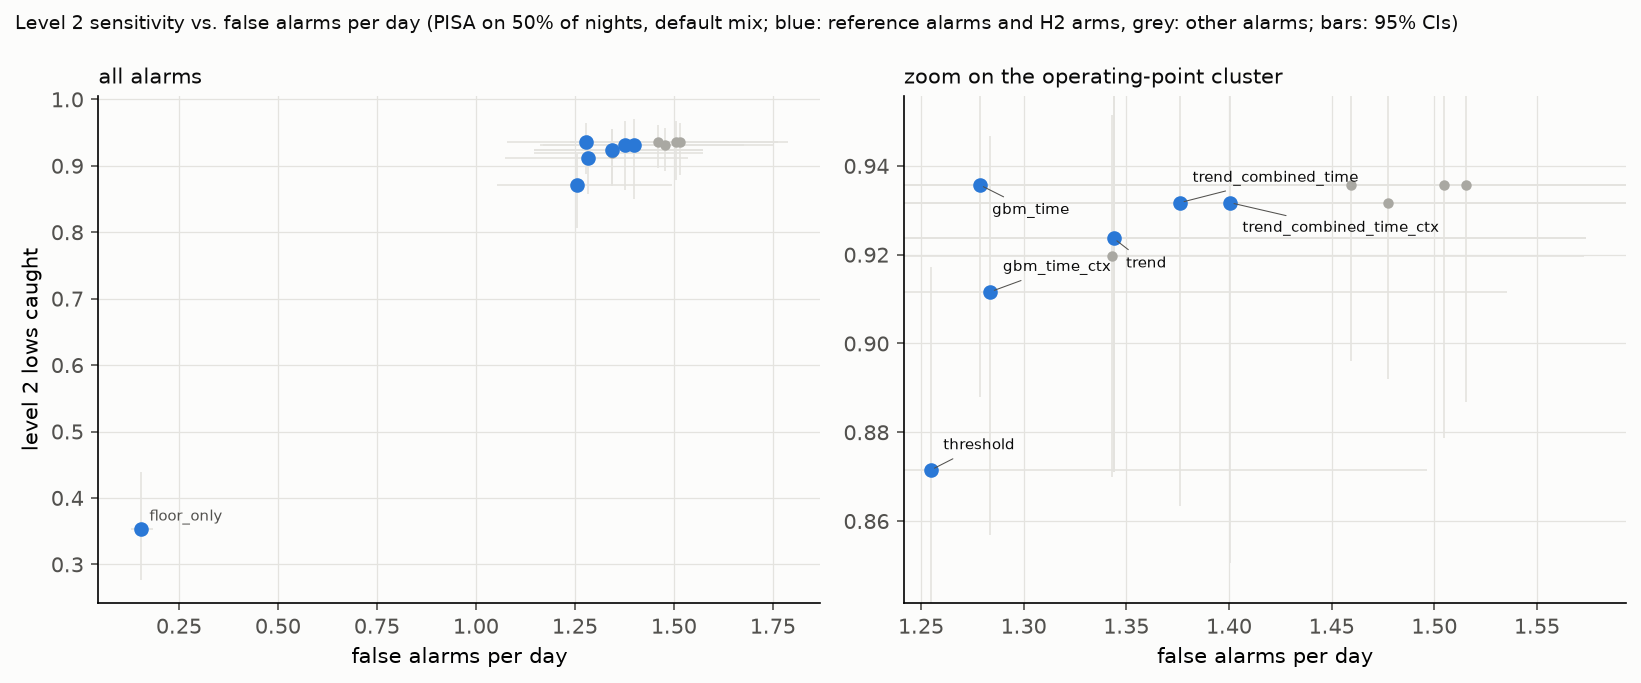 Level 2 sensitivity vs. false alarms per day (PISA on 50% of nights, default mix; blue: reference alarms and H2 arms, grey: other alarms; bars: 95% CIs)
all alarms
level 2 lows caught
1.0
0.9
0.8
0.7
0.6
0.5
0.4
0.3
floor_only
0.25 0.50 0.75 1.00 1.25 1.50 1.75
false alarms per day
zoom on the operating-point cluster
0.94
0.92
0.90
0.88
0.86
trend_combined_time
gbm_time
trend_combined_time_ctx
gbm_time_ctx
trend
threshold
1.25 1.30 1.35 1.40 1.45 1.50 1.55
false alarms per day